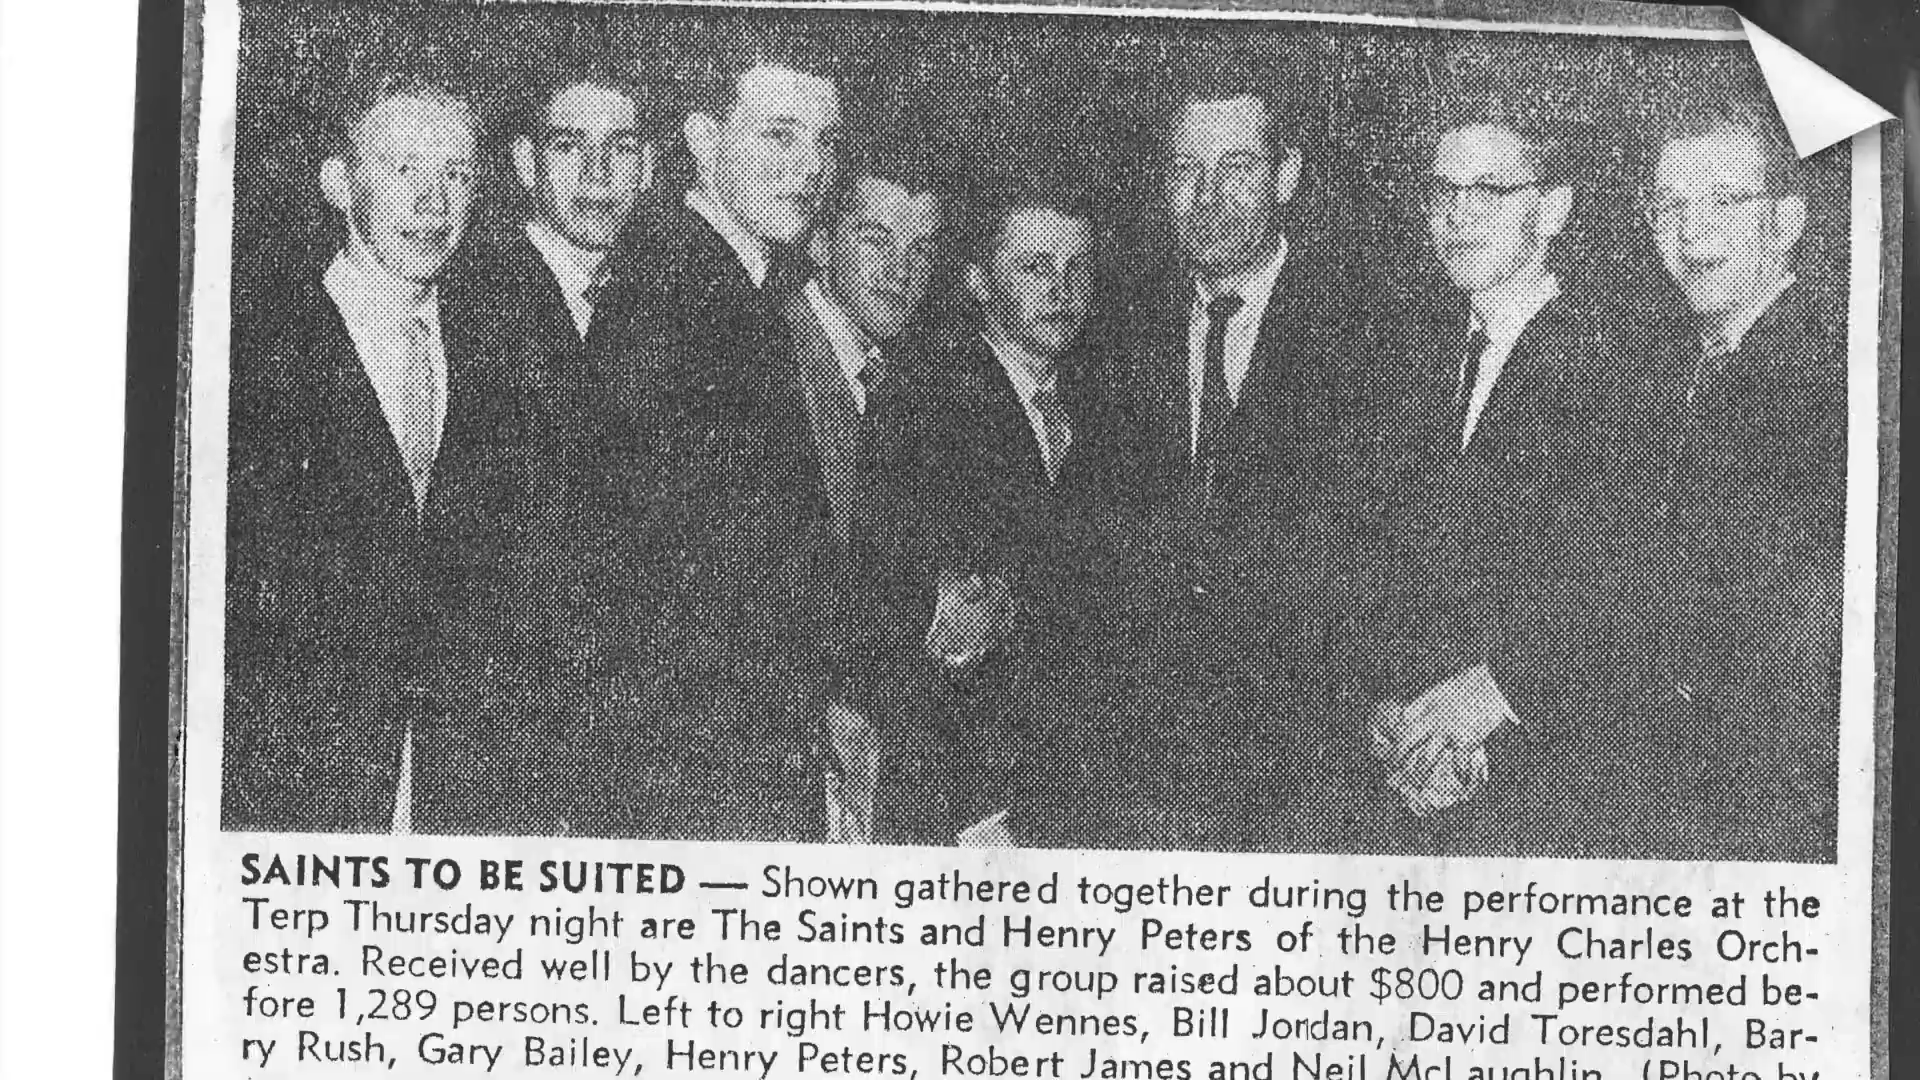 SAINTS TO BE SUITED — Shown gathered together during the performance at the
Terp Thursday night are The Saints and Henry Peters of the Henry Charles Orch-
estra. Received well by the dancers, the group raised about $800 and performed be-
fore 1,289 persons. Left to right Howie Wennes, Bill Jordan, David Toresdahl, Bar-
ry Rush, Gary Bailey, Henry Peters, Robert James and Neil McLaughlin. (Photo by